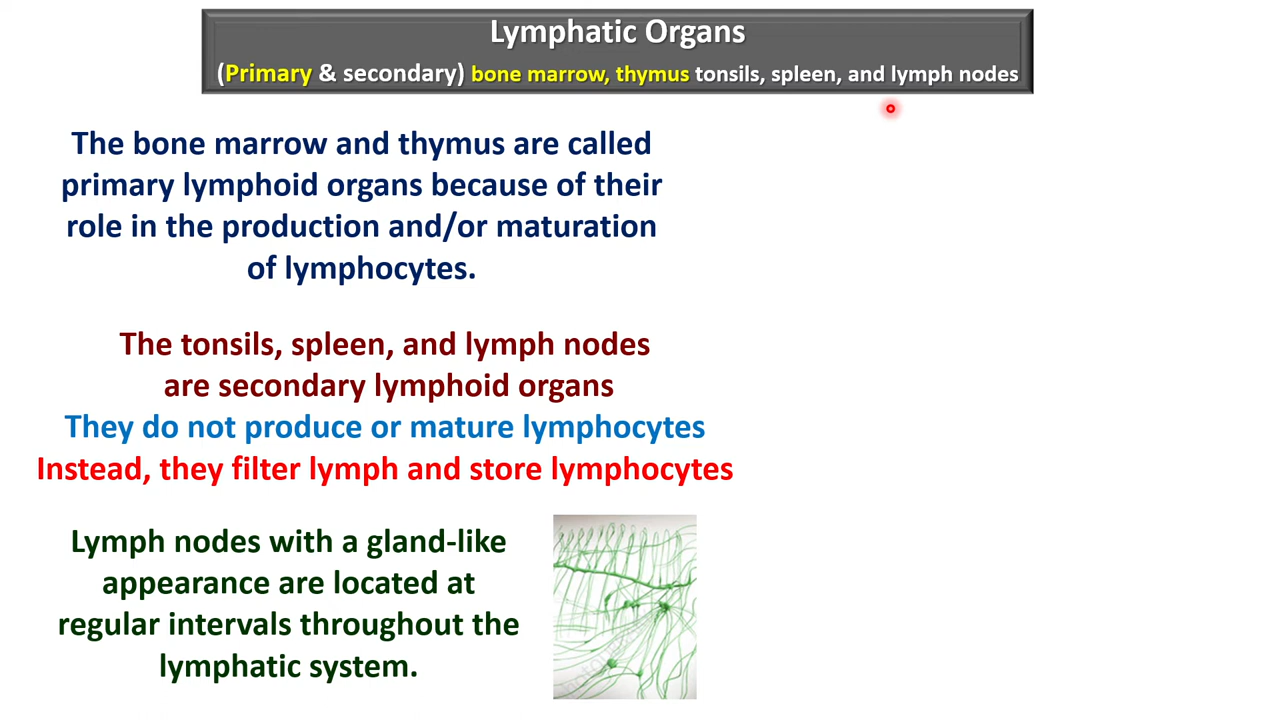 Lymphatic Organs
(Primary & secondary) bone marrow, thymus tonsils, spleen, and lymph nodes
The bone marrow and thymus are called
primary lymphoid organs because of their
role in the production and/or maturation
of lymphocytes.
The tonsils, spleen, and lymph nodes
are secondary lymphoid organs
They do not produce or mature lymphocytes
Instead, they filter lymph and store lymphocytes
Lymph nodes with a gland-like
appearance are located at
regular intervals throughout the
lymphatic system.